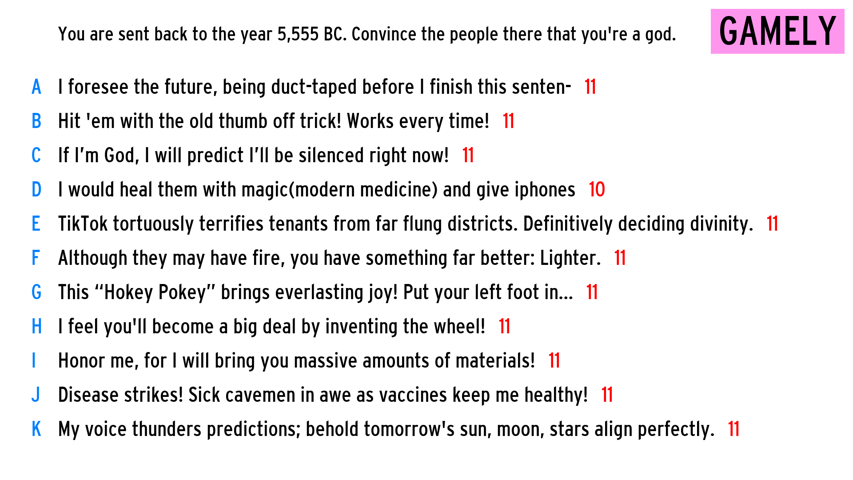 You are sent back to the year 5,555 BC. Convince the people there that you're a god.
GAMELY
A I foresee the future, being duct-taped before I finish this senten- 11
B Hit 'em with the old thumb off trick! Works every time! 11
C If I'm God, I will predict I'll be silenced right now! 11
D I would heal them with magic(modern medicine) and give iphones 10
E TikTok tortuously terrifies tenants from far flung districts. Definitively deciding divinity. 11
F Although they may have fire, you have something far better: Lighter. 11
G This “Hokey Pokey” brings everlasting joy! Put your left foot in... 11
H I feel you'll become a big deal by inventing the wheel! 11
I Honor me, for I will bring you massive amounts of materials! 11
J Disease strikes! Sick cavemen in awe as vaccines keep me healthy! 11
K My voice thunders predictions; behold tomorrow's sun, moon, stars align perfectly. 11